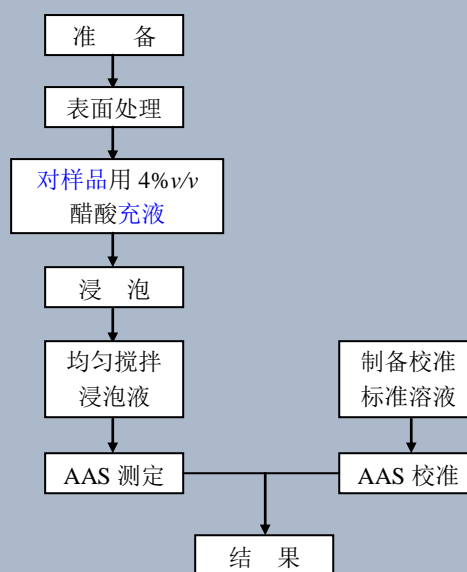 准 备
表面处理
对样品用 4%v/v
醋酸充液
浸 泡
均匀搅拌
浸泡液
制备校准
标准溶液
AAS 测定
AAS 校准
结 果